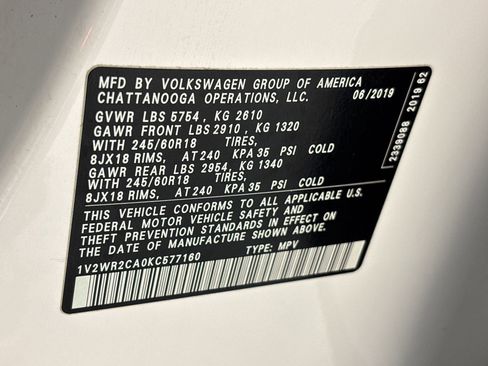 MFD BY VOLKSWAGEN GROUP OF AMERICA
CHATTANOOGA OPERATIONS, LLC. 06/2019
GVWR LBS 5754 , KG 2610
GAWR FRONT LBS 2910 , KG 1320
WITH 245/60R18 TIRES,
8JX18 RIMS, AT 240 KPA 35 PSI COLD
GAWR REAR LBS 2954, KG 1340
WITH 245/60R18 TIRES,
8JX18 RIMS, AT 240 KPA 35 PSI COLD
THIS VEHICLE CONFORMS TO ALL APPLICABLE U.S.
FEDERAL MOTOR VEHICLE SAFETY AND
THEFT PREVENTION STANDARDS IN EFFECT ON
THE DATE OF MANUFACTURE SHOWN ABOVE.
1V2WR2CA0KC577160 TYPE: MPV
2339088 2019 62